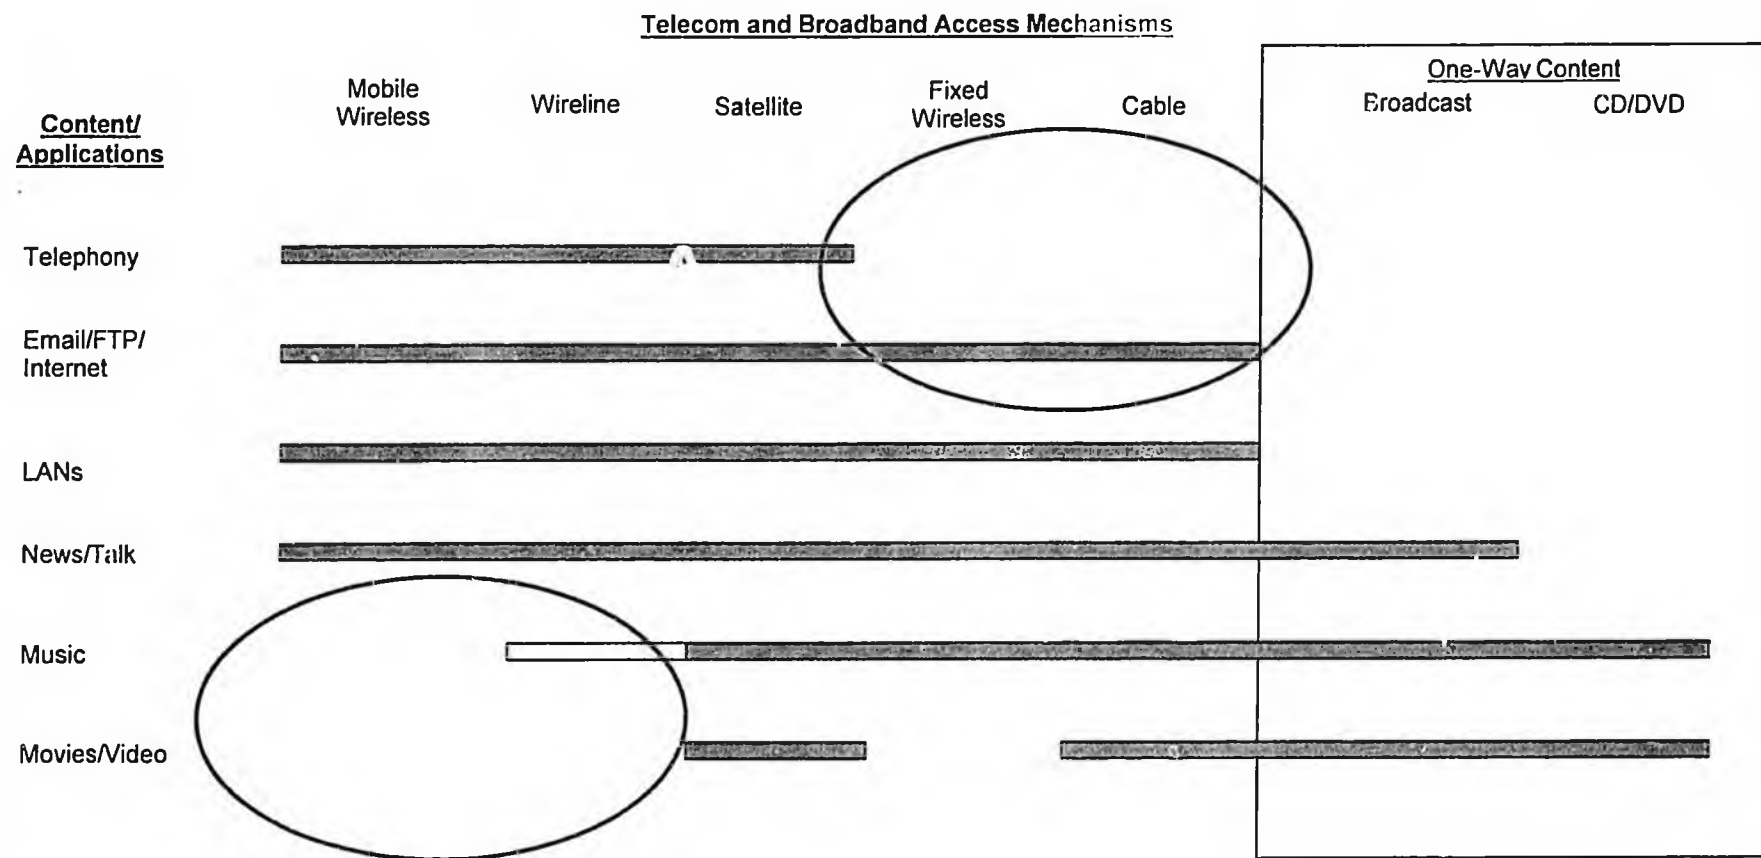 Telecom and Broadband Access Mechanisms
One-Way Content
Mobile
Wireless
Wireline
Satellite
Fixed
Wireless
Cable
Broadcast
CD/DVD
Content/
Applications
Telephony
Email/FTP/
Internet
LANs
News/Talk
Music
Movies/Video